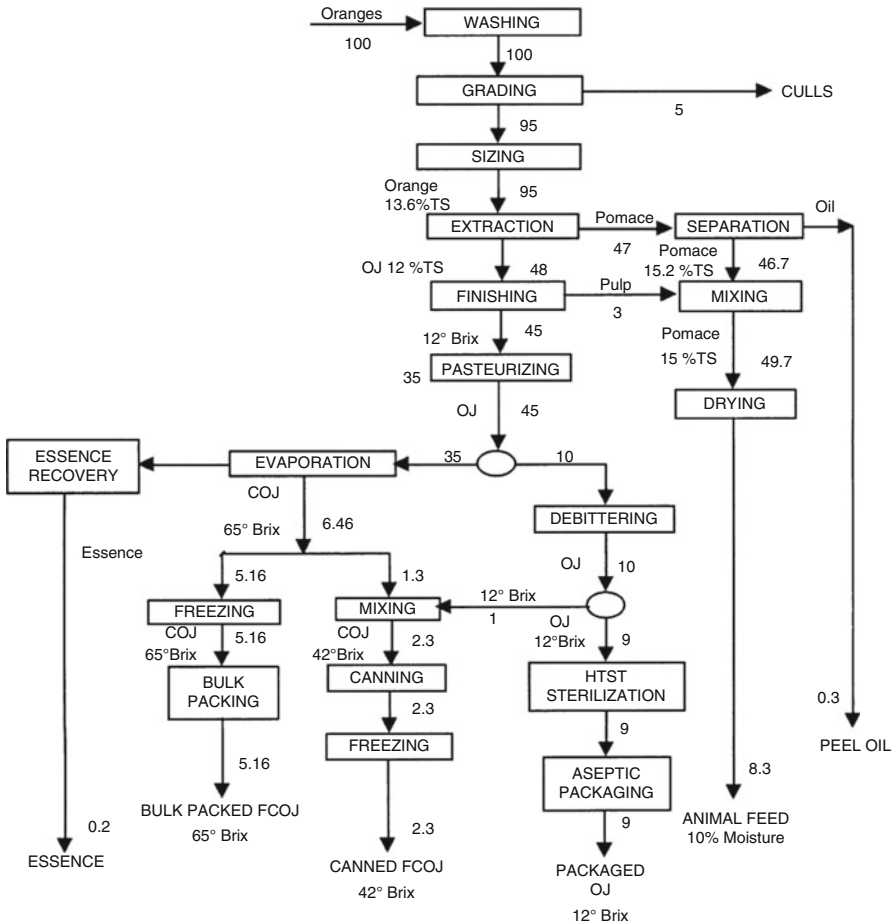 Oranges
WASHING
100
100
GRADING
CULLS
5
95
SIZING
Orange
13.6%TS
95
EXTRACTION
Pomace
SEPARATION
Oil
47
OJ 12 %TS
48
Pomace
15.2 %TS
46.7
FINISHING
Pulp
MIXING
3
12° Brix
45
Pomace
15 %TS
49.7
35
PASTEURIZING
DRYING
OJ
45
ESSENCE
RECOVERY
EVAPORATION
35
10
COJ
65° Brix
6.46
DEBITTERING
Essence
OJ
10
5.16
1.3
FREEZING
MIXING
12° Brix
1
COJ
5.16
65°Brix
COJ
2.3
42°Brix
OJ
12°Brix
9
BULK
PACKING
CANNING
HTST
STERILIZATION
2.3
9
0.3
FREEZING
PEEL OIL
5.16
ASEPTIC
PACKAGING
8.3
BULK PACKED FCOJ
65° Brix
0.2
2.3
9
ANIMAL FEED
10% Moisture
ESSENCE
CANNED FCOJ
42° Brix
PACKAGED
OJ
12° Brix